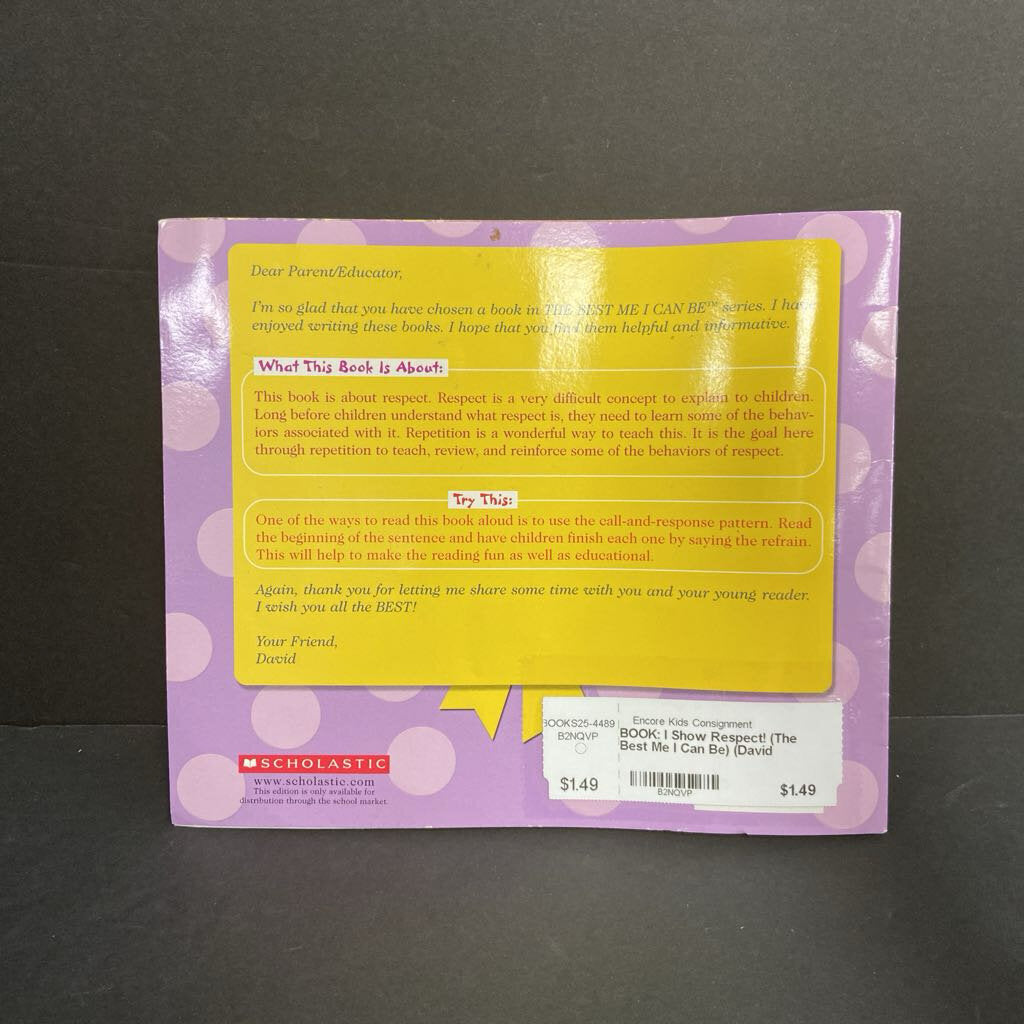 Dear Parent/Educator,
I'm so glad that you have chosen a book in THE BEST ME I CAN BE™ series. I have
enjoyed writing these books. I hope that you find them helpful and informative.
What This Book Is About:
This book is about respect. Respect is a very difficult concept to explain to children.
Long before children understand what respect is, they need to learn some of the behav-
iors associated with it. Repetition is a wonderful way to teach this. It is the goal here
through repetition to teach, review, and reinforce some of the behaviors of respect.
Try This:
One of the ways to read this book aloud is to use the call-and-response pattern. Read
the beginning of the sentence and have children finish each one by saying the refrain.
This will help to make the reading fun as well as educational.
Again, thank you for letting me share some time with you and your young reader.
I wish you all the BEST!
Your Friend,
David
SCHOLASTIC
www.scholastic.com
This edition is only available for
distribution through the school market.
BOOKS25-4489
B2NQVP
$1.49
Encore Kids Consignment
BOOK: I Show Respect! (The
Best Me I Can Be) (David
B2NQVP
$1.49